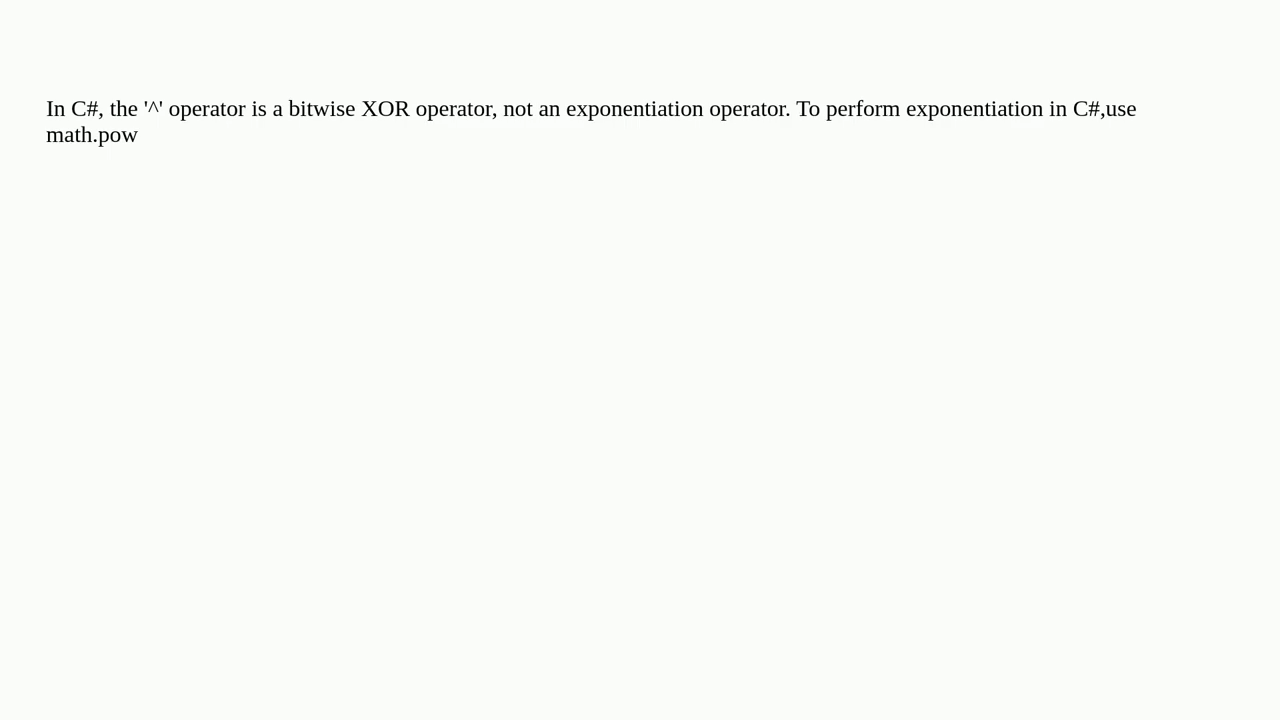 In C#, the '^' operator is a bitwise XOR operator, not an exponentiation operator. To perform exponentiation in C#,use
math.pow